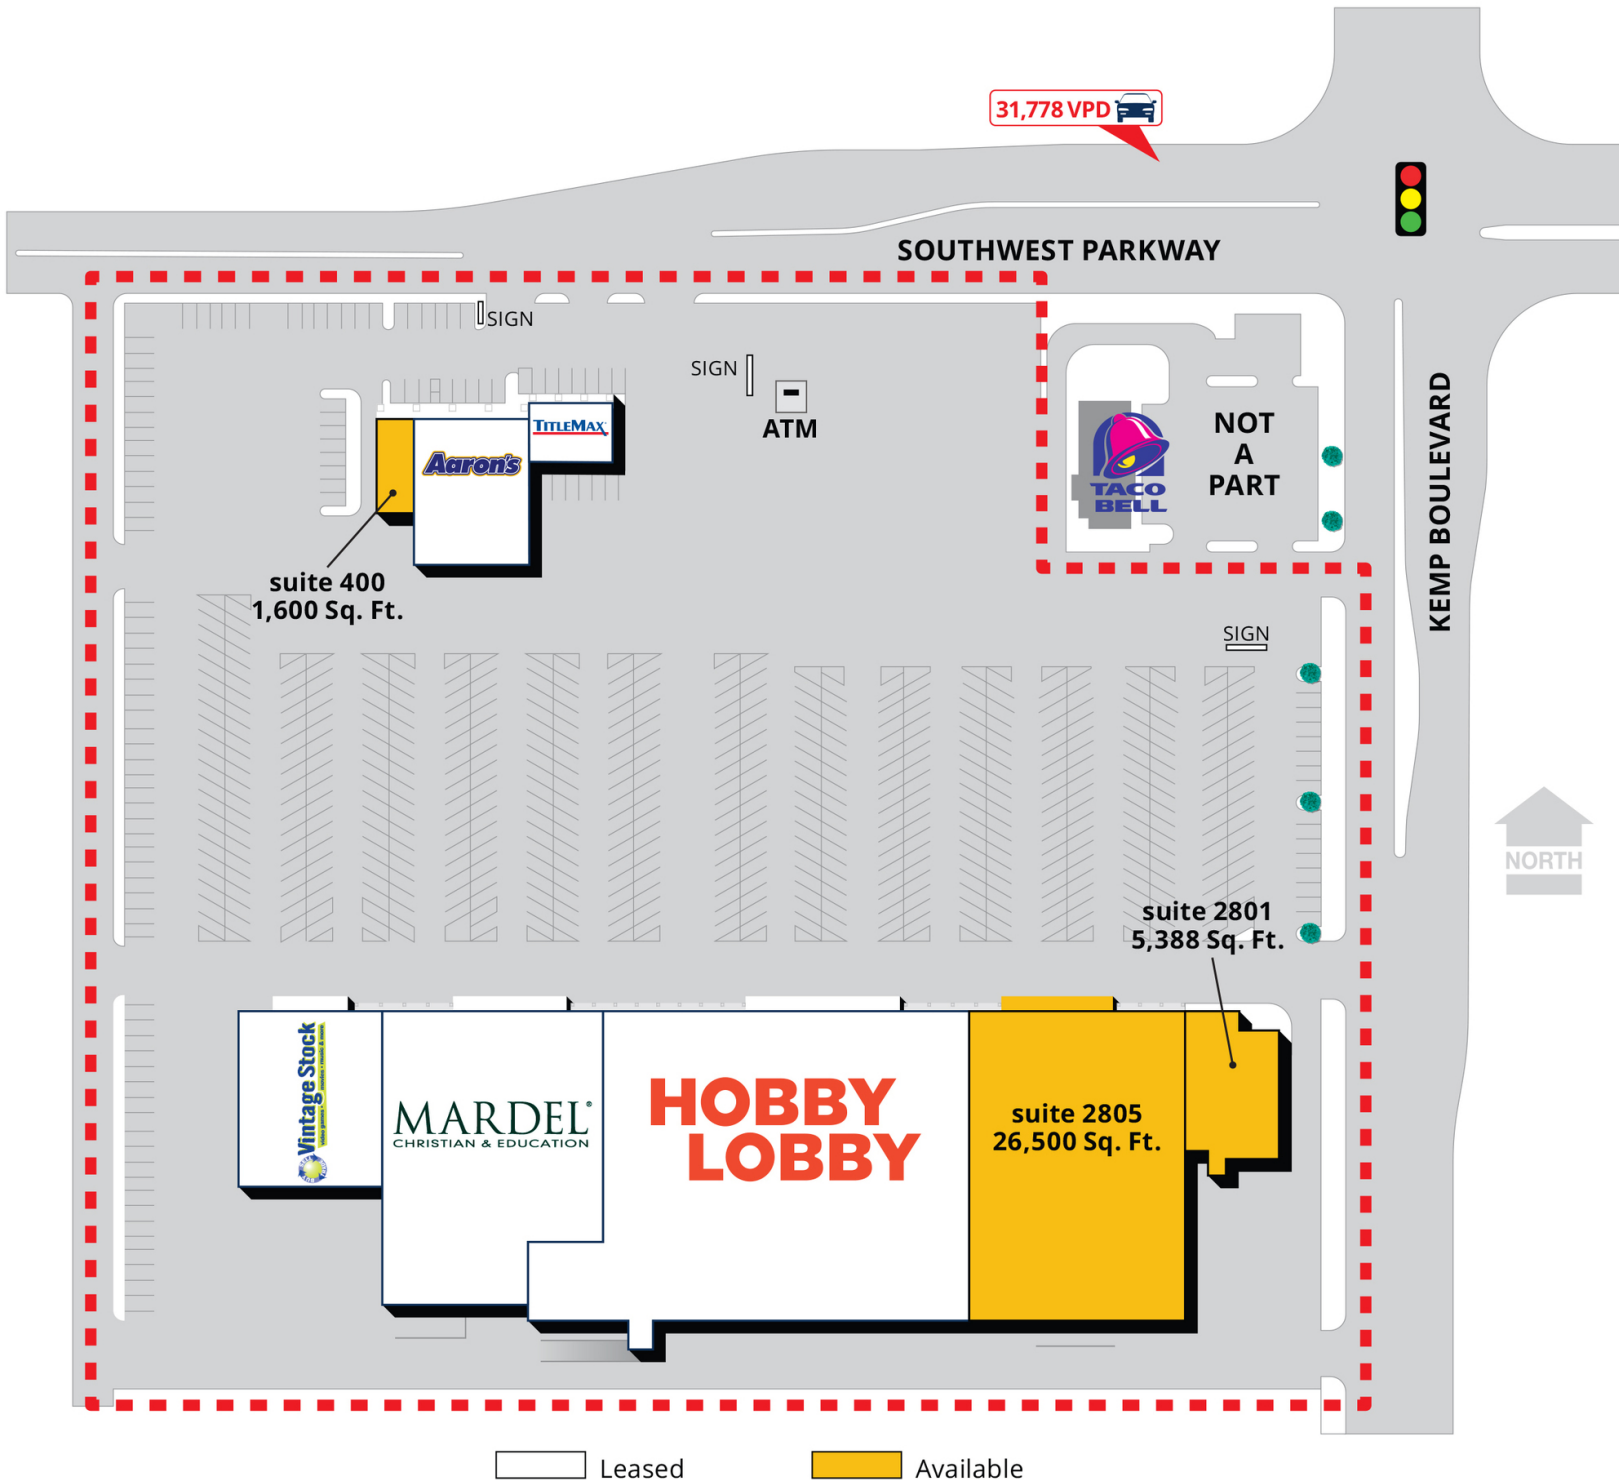 31,778 VPD
SOUTHWEST PARKWAY
SIGN
SIGN
ATM
TITLEMAX
Aaron's
TACO
BELL
NOT
A
PART
KEMP BOULEVARD
suite 400
1,600 Sq. Ft.
SIGN
NORTH
suite 2801
5,388 Sq. Ft.
Vintage Stock
MARDEL®
CHRISTIAN & EDUCATION
HOBBY
LOBBY
suite 2805
26,500 Sq. Ft.
Leased
Available